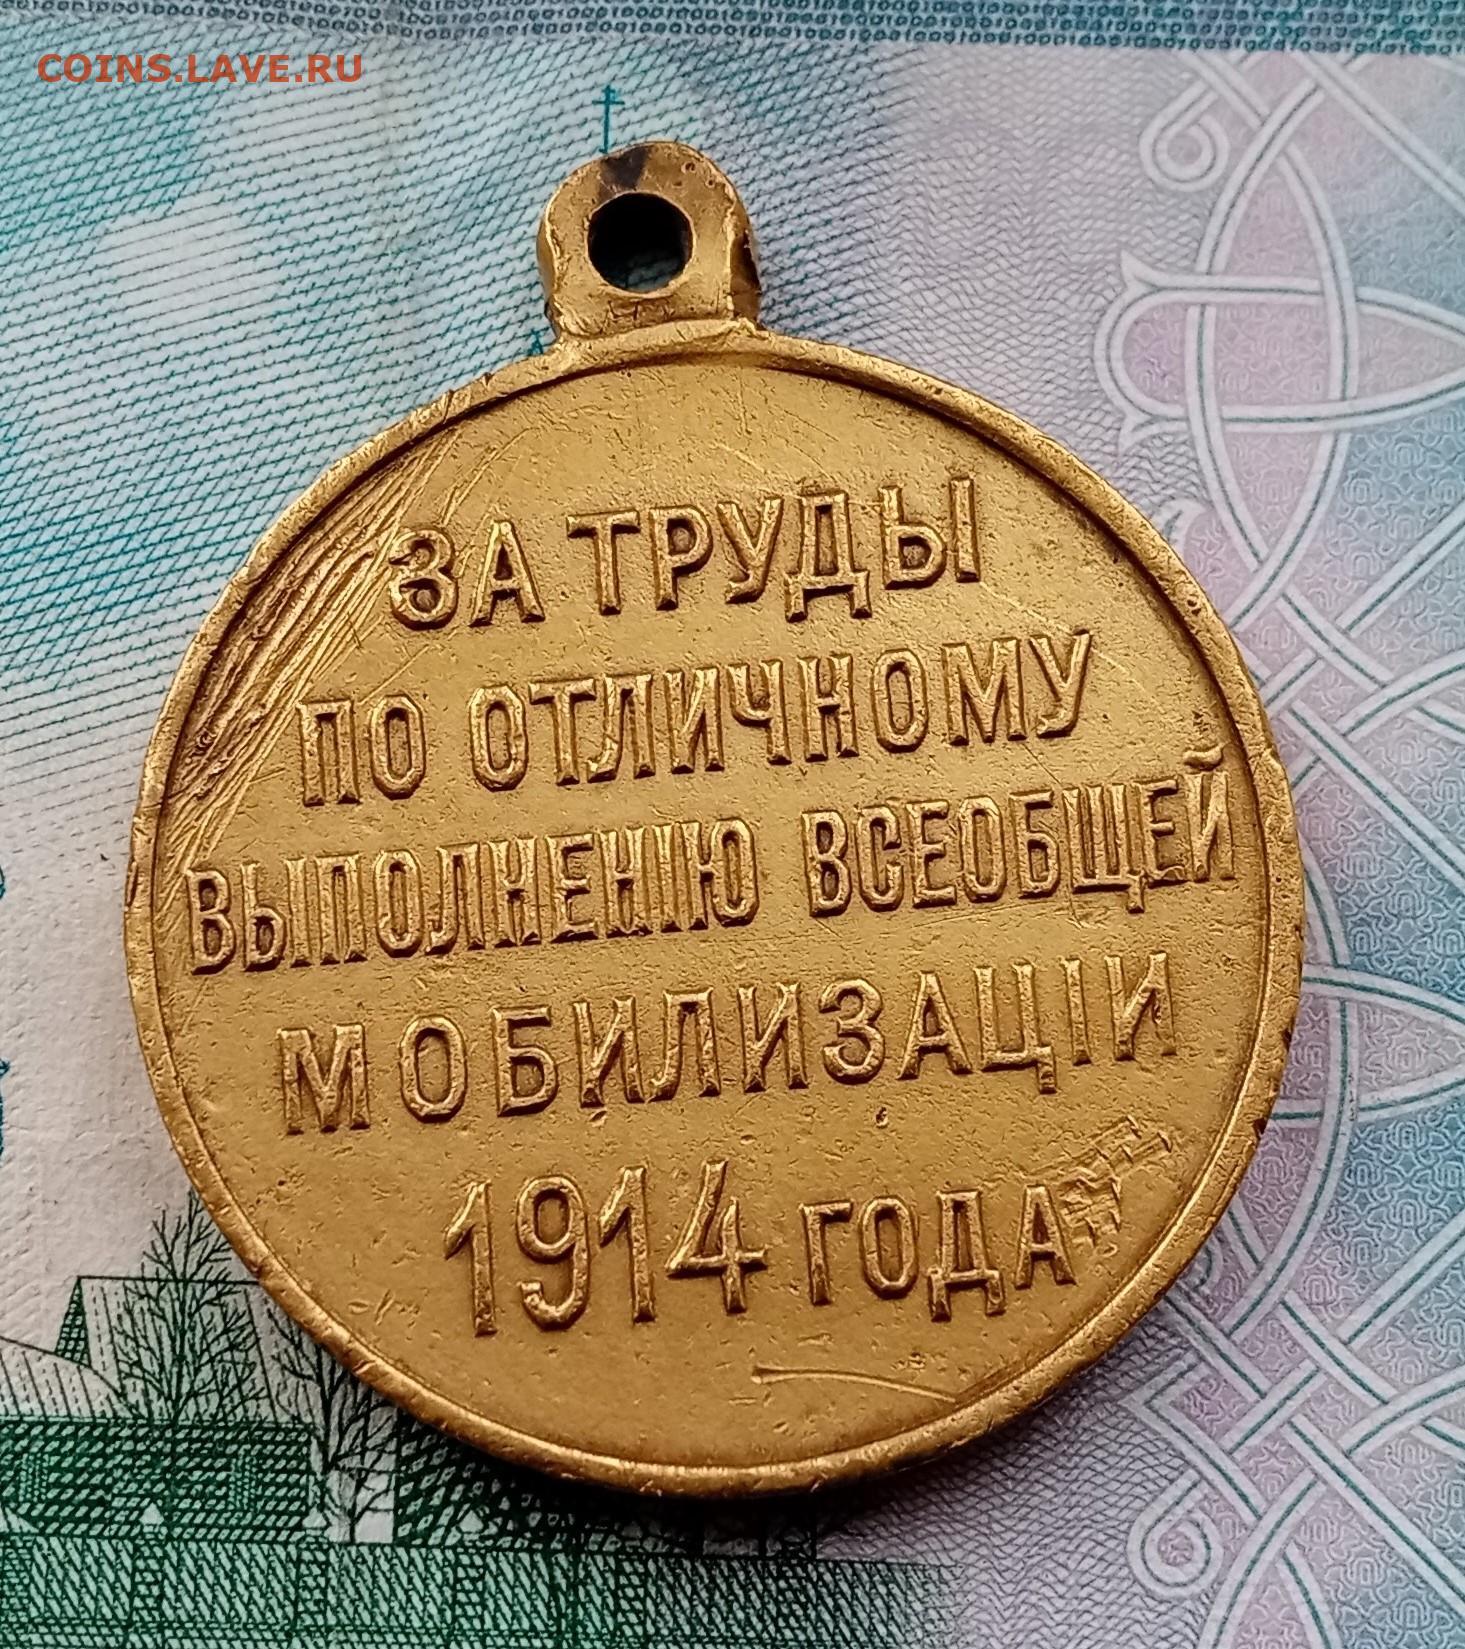 COINS.LAVE.RU
ЗА ТРУДЫ
ПО ОТЛИЧНОМУ
ВЫПОЛНЕНІЮ ВСЕОБЩЕЙ
МОБИЛИЗАЦІИ
1914 ГОДА